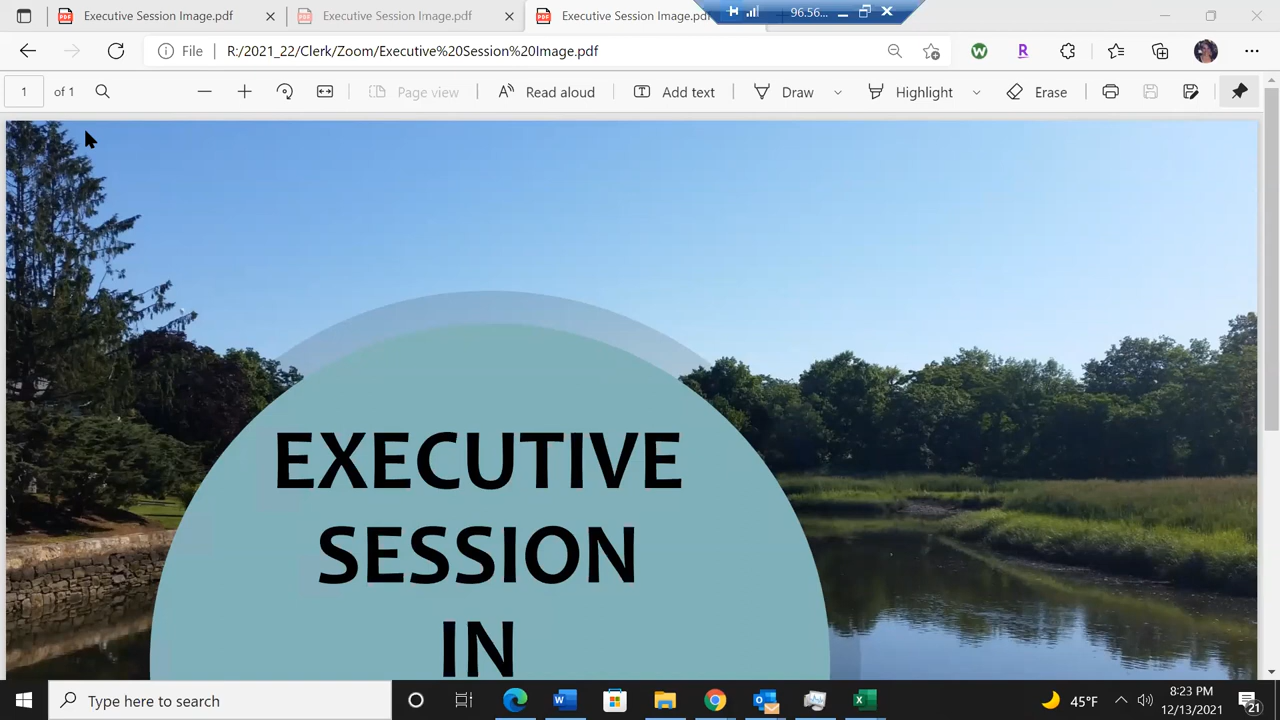 Executive Session Image.pdf
Executive Session Image.pdf
Executive Session Image.pdf
96.56...
File
R:/2021_22/Clerk/Zoom/Executive%20Session%20Image.pdf
W
R
1 of 1
Page view
Read aloud
Add text
Draw
Highlight
Erase
EXECUTIVE
SESSION
IN
Type here to search
45°F
8:23 PM
12/13/2021
21